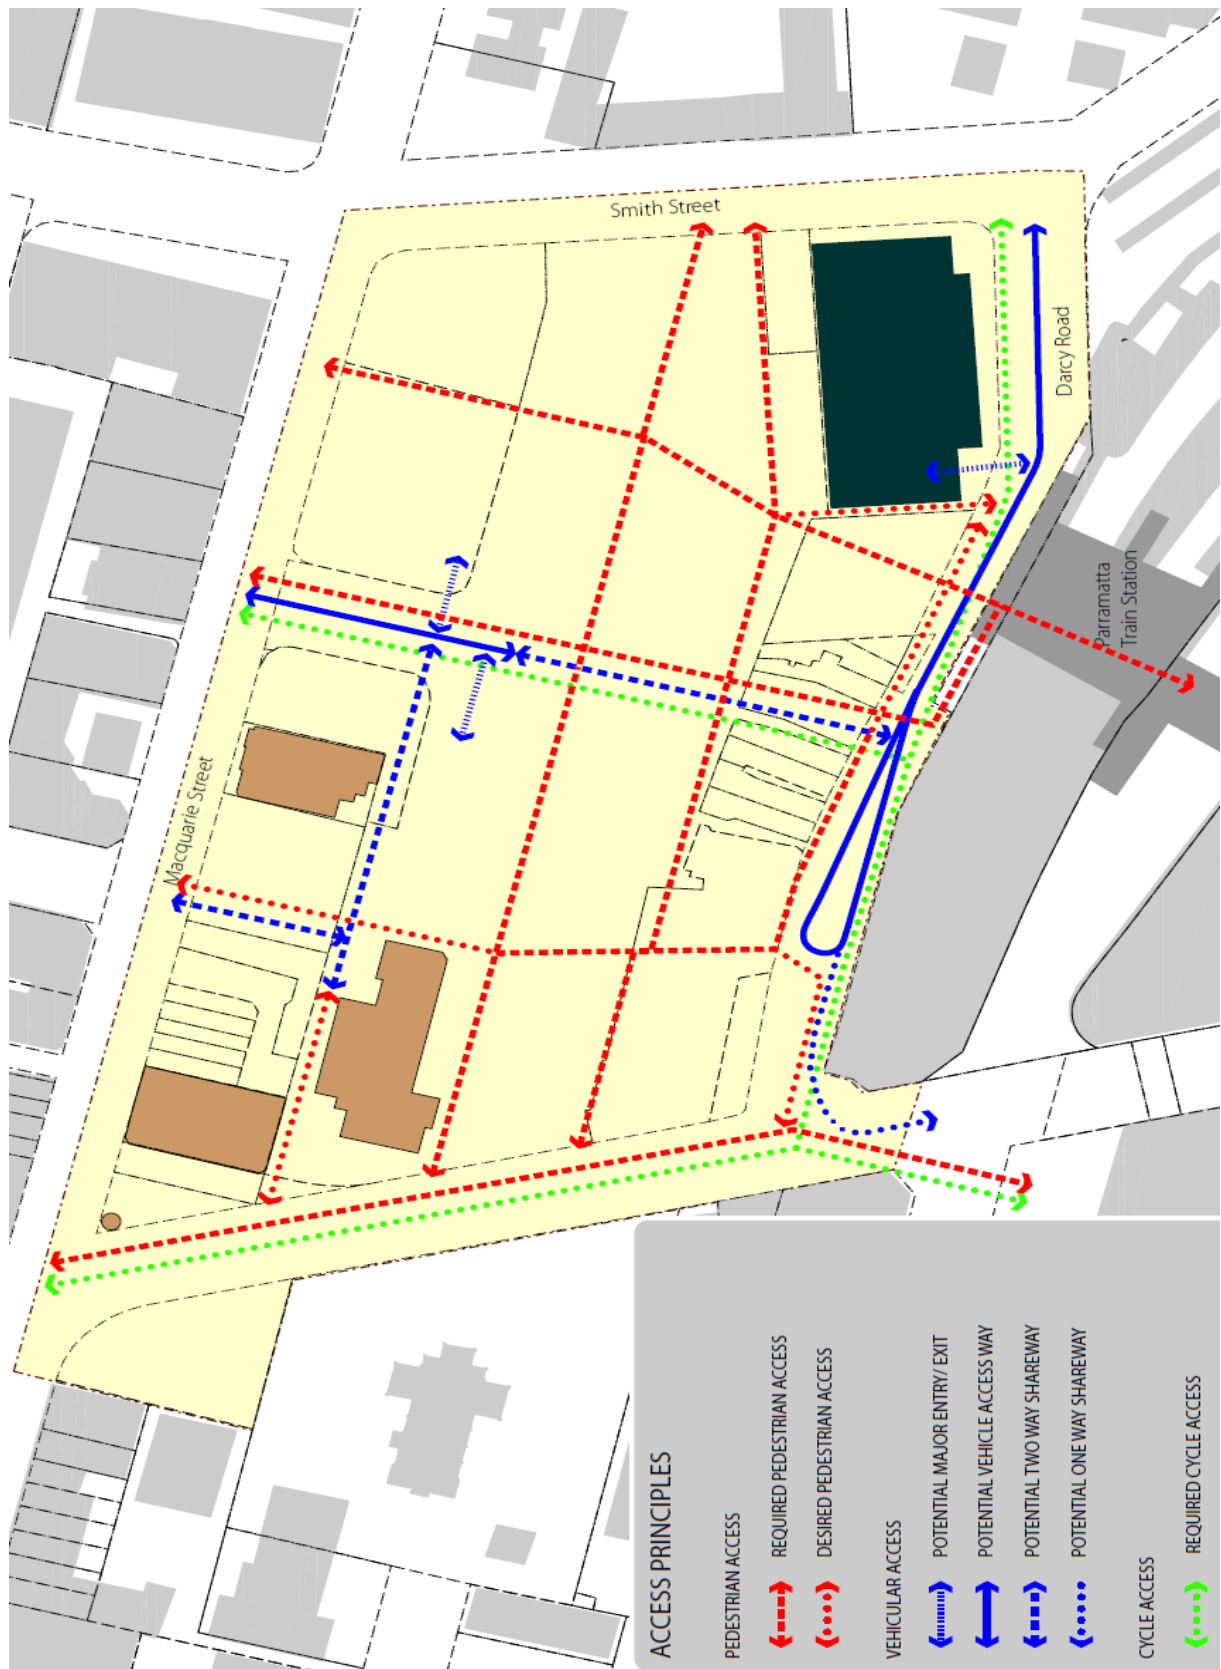 Smith Street
Darcy Road
Parramatta
Train Station
Macquarie Street
ACCESS PRINCIPLES
PEDESTRIAN ACCESS
REQUIRED PEDESTRIAN ACCESS
DESIRED PEDESTRIAN ACCESS
VEHICULAR ACCESS
POTENTIAL MAJOR ENTRY/ EXIT
POTENTIAL VEHICLE ACCESS WAY
POTENTIAL TWO WAY SHAREWAY
POTENTIAL ONE WAY SHAREWAY
CYCLE ACCESS
REQUIRED CYCLE ACCESS